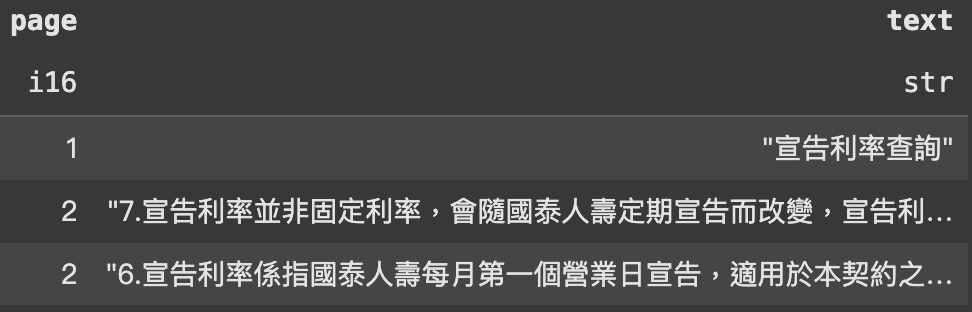 page text
i16 str
1 "宣告利率查詢"
2 "7.宣告利率並非固定利率，會隨國泰人壽定期宣告而改變，宣告利…
2 "6.宣告利率係指國泰人壽每月第一個營業日宣告，適用於本契約之…